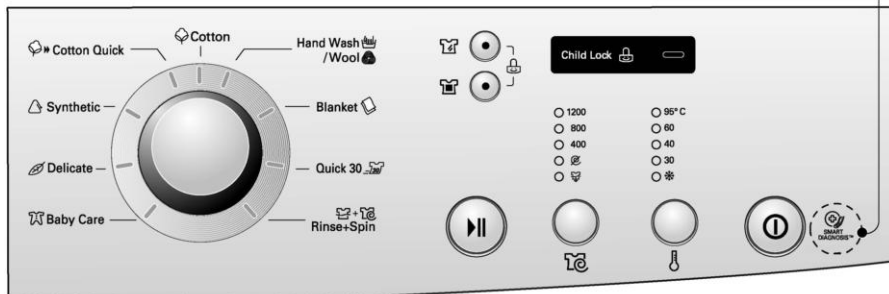 Cotton
Cotton Quick
Hand Wash
/Wool
Synthetic
Blanket
Delicate
Quick 30
Baby Care
Rinse+Spin
Child Lock
1200
800
400
95°C
60
40
30
SMART
DIAGNOSIS™